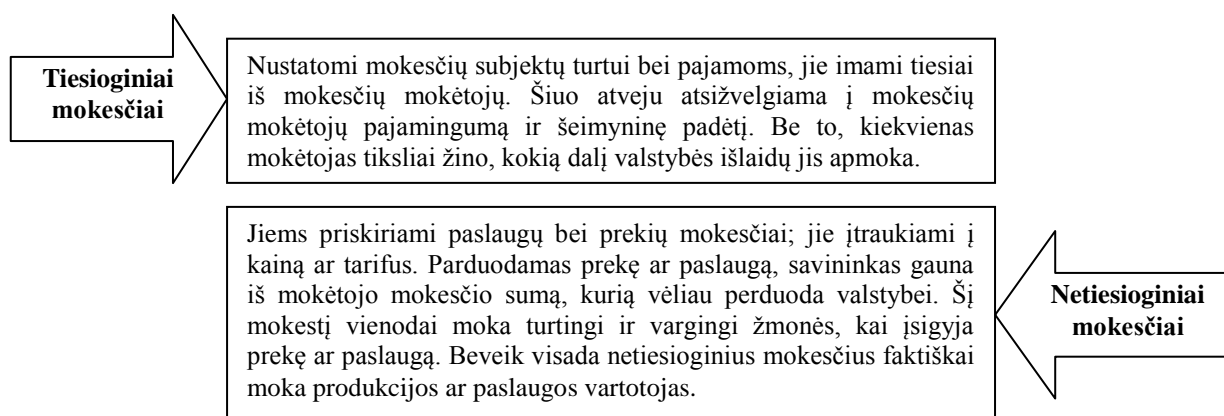 Tiesioginiai
mokesčiai
Nustatomi mokesčių subjektų turtui bei pajamoms, jie imami tiesiai
iš mokesčių mokėtojų. Šiuo atveju atsižvelgiama į mokesčių
mokėtojų pajamingumą ir šeimyninę padėtį. Be to, kiekvienas
mokėtojas tiksliai žino, kokią dalį valstybės išlaidų jis apmoka.
Jiems priskiriami paslaugų bei prekių mokesčiai; jie įtraukiami į
kainą ar tarifus. Parduodamas prekę ar paslaugą, savininkas gauna
iš mokėtojo mokesčio sumą, kurią vėliau perduoda valstybei. Šį
mokestį vienodai moka turtingi ir vargingi žmonės, kai įsigyja
prekę ar paslaugą. Beveik visada netiesioginius mokesčius faktiškai
moka produkcijos ar paslaugos vartotojas.
Netiesioginiai
mokesčiai